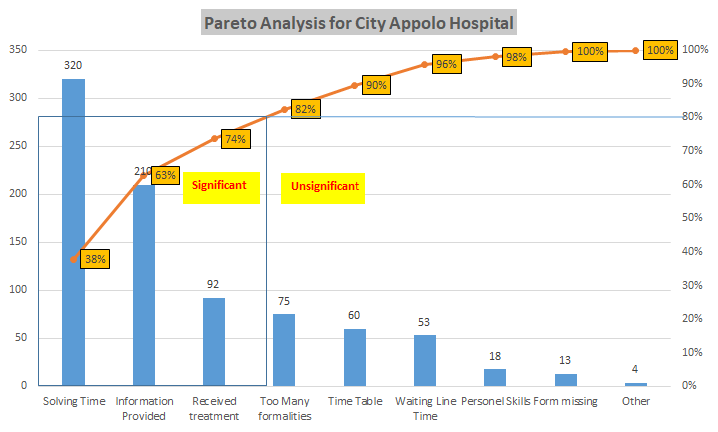 Pareto Analysis for City Appolo Hospital
350
300
250
200
150
100
50
0
100%
90%
80%
70%
60%
50%
40%
30%
20%
10%
0%
320
210
92
75
60
53
18
13
4
38%
63%
74%
82%
90%
96%
98%
100%
100%
Significant
Unsignificant
Solving Time
Information
Provided
Received
treatment
Too Many
formalities
Time Table
Waiting Line
Time
Personel Skills
Form missing
Other